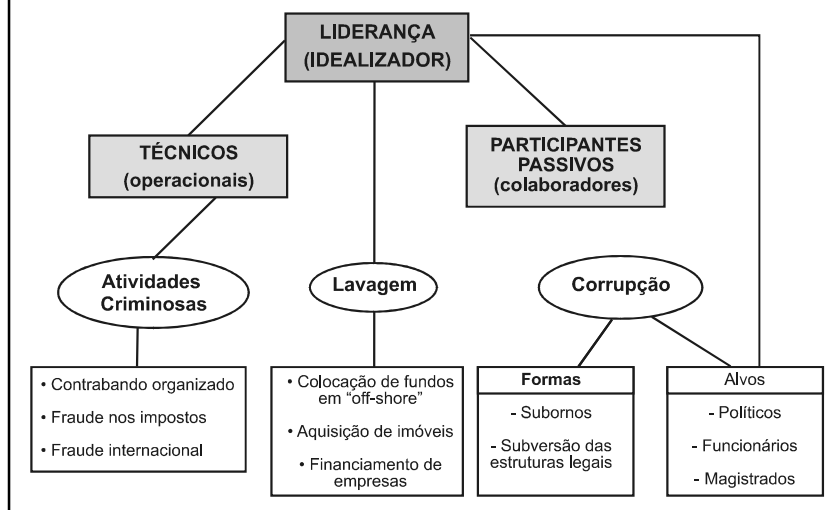 LIDERANÇA
(IDEALIZADOR)
TÉCNICOS
(operacionais)
PARTICIPANTES
PASSIVOS
(colaboradores)
Atividades
Criminosas
Lavagem
Corrupção
• Contrabando organizado
• Fraude nos impostos
• Fraude internacional
• Colocação de fundos
em “off-shore”
• Aquisição de imóveis
• Financiamento de
empresas
Formas
- Subornos
- Subversão das
estruturas legais
Alvos
- Políticos
- Funcionários
- Magistrados